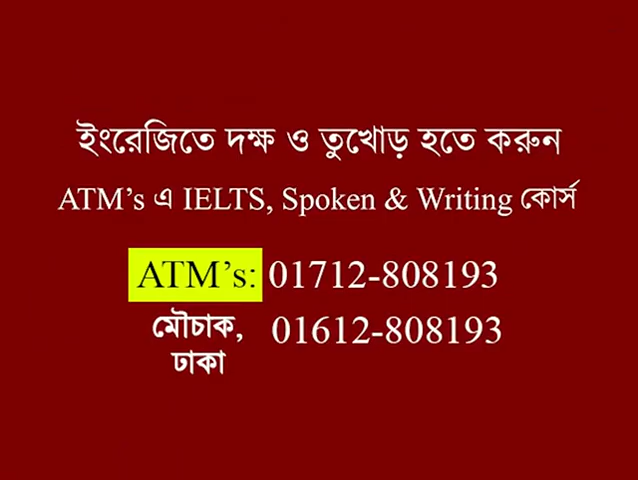 ইংরেজিতে দক্ষ ও তুখোড় হতে করুন
ATM’s এ IELTS, Spoken & Writing কোর্স
ATM’s: 01712-808193
মৌচাক, 01612-808193
ঢাকা